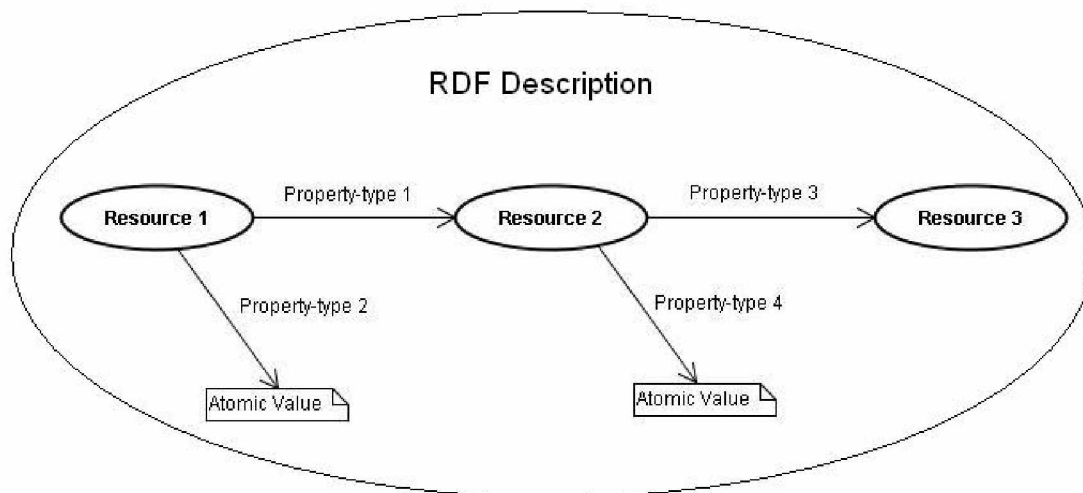 RDF Description
Property-type 1
Property-type 3
Resource 1
Resource 2
Resource 3
Property-type 2
Property-type 4
Atomic Value
Atomic Value